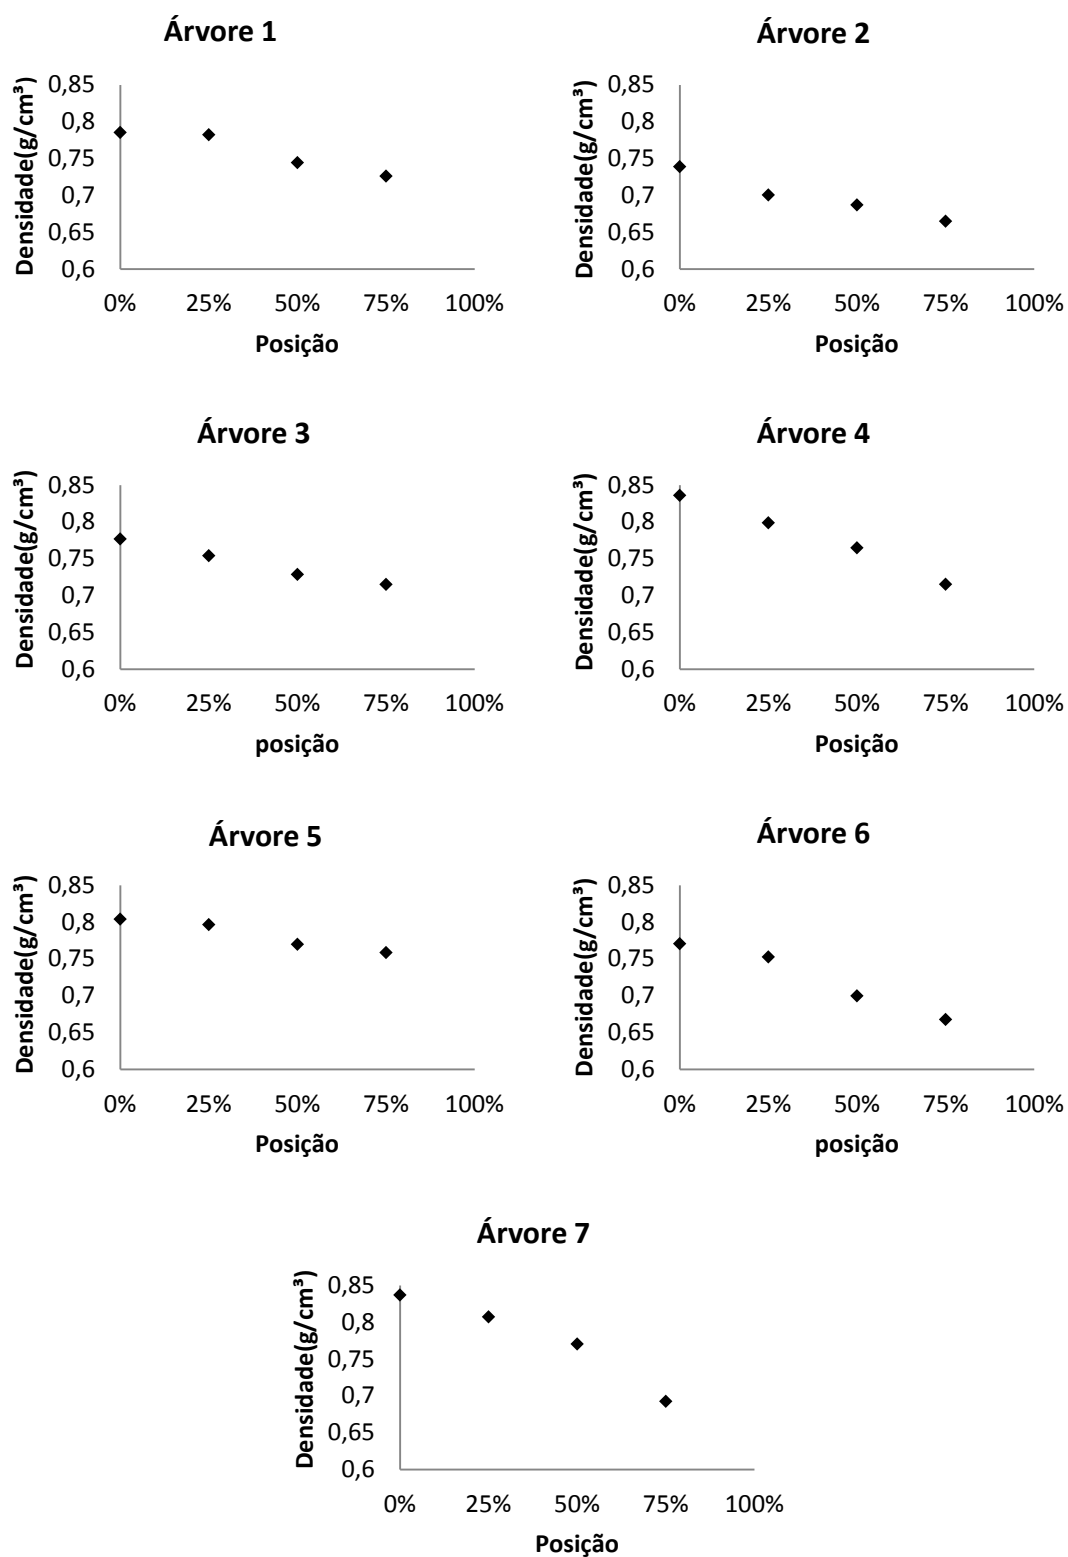 Árvore 1
Densidade(g/cm³)
0,85
0,8
0,75
0,7
0,65
0,6
0% 25% 50% 75% 100%
Posição
Árvore 2
Densidade(g/cm³)
0,85
0,8
0,75
0,7
0,65
0,6
0% 25% 50% 75% 100%
Posição
Árvore 3
Densidade(g/cm³)
0,85
0,8
0,75
0,7
0,65
0,6
0% 25% 50% 75% 100%
posição
Árvore 4
Densidade(g/cm³)
0,85
0,8
0,75
0,7
0,65
0,6
0% 25% 50% 75% 100%
Posição
Árvore 5
Densidade(g/cm³)
0,85
0,8
0,75
0,7
0,65
0,6
0% 25% 50% 75% 100%
Posição
Árvore 6
Densidade(g/cm³)
0,85
0,8
0,75
0,7
0,65
0,6
0% 25% 50% 75% 100%
posição
Árvore 7
Densidade(g/cm³)
0,85
0,8
0,75
0,7
0,65
0,6
0% 25% 50% 75% 100%
Posição